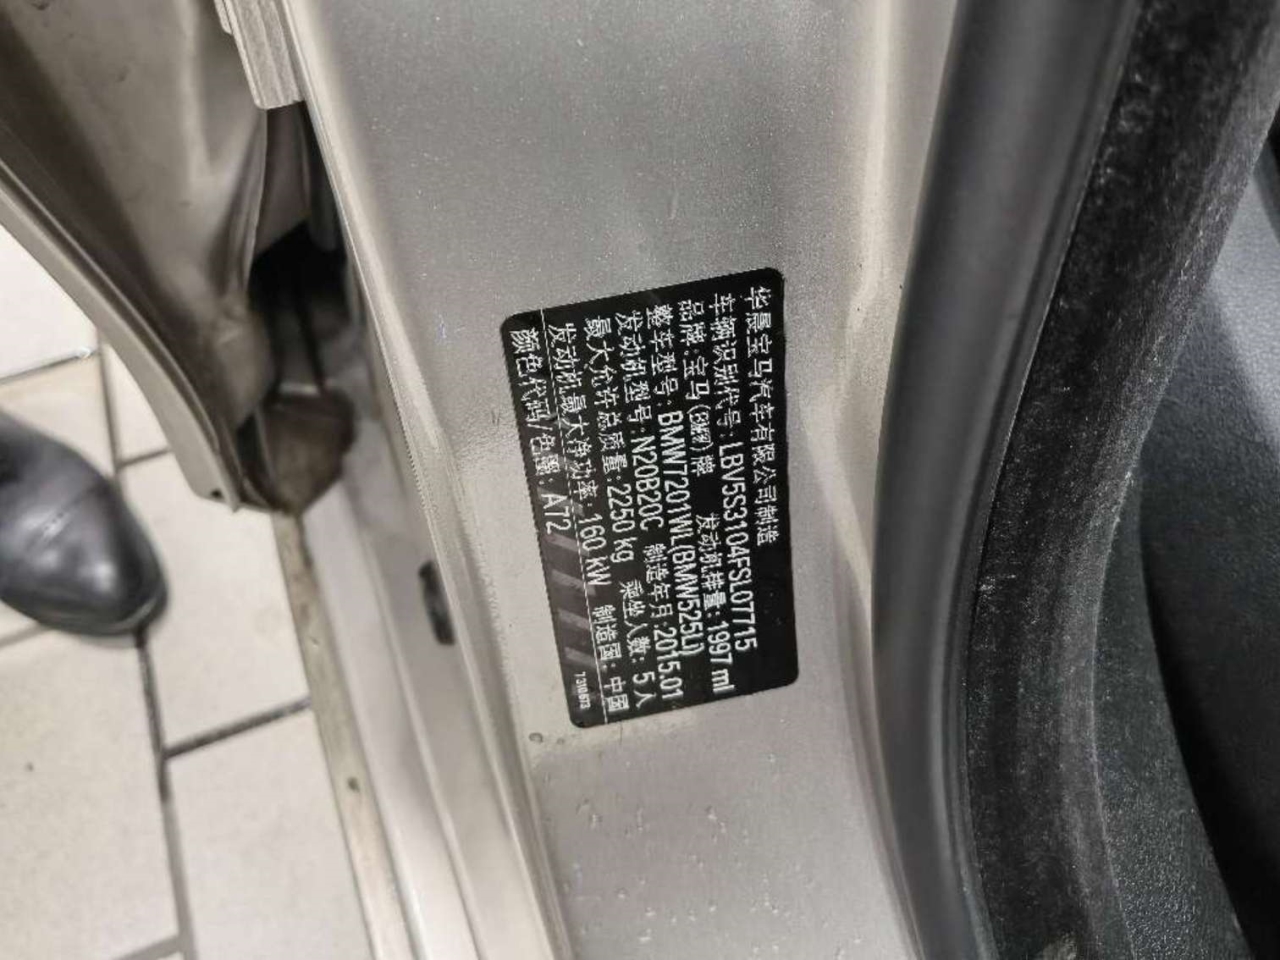 华晨宝马汽车有限公司制造
车辆识别代号: LBV5S3104FSL07715
品牌: 宝马(BMW)牌 发动机排量: 1997 ml
整车型号: BMW7201WL(BMW525Li)
发动机型号: N20B20C 制造年月: 2015.01
最大允许总质量: 2250 kg 乘坐人数: 5 人
发动机最大净功率: 160 kW 制造国: 中国
颜色代码/色墨: A72